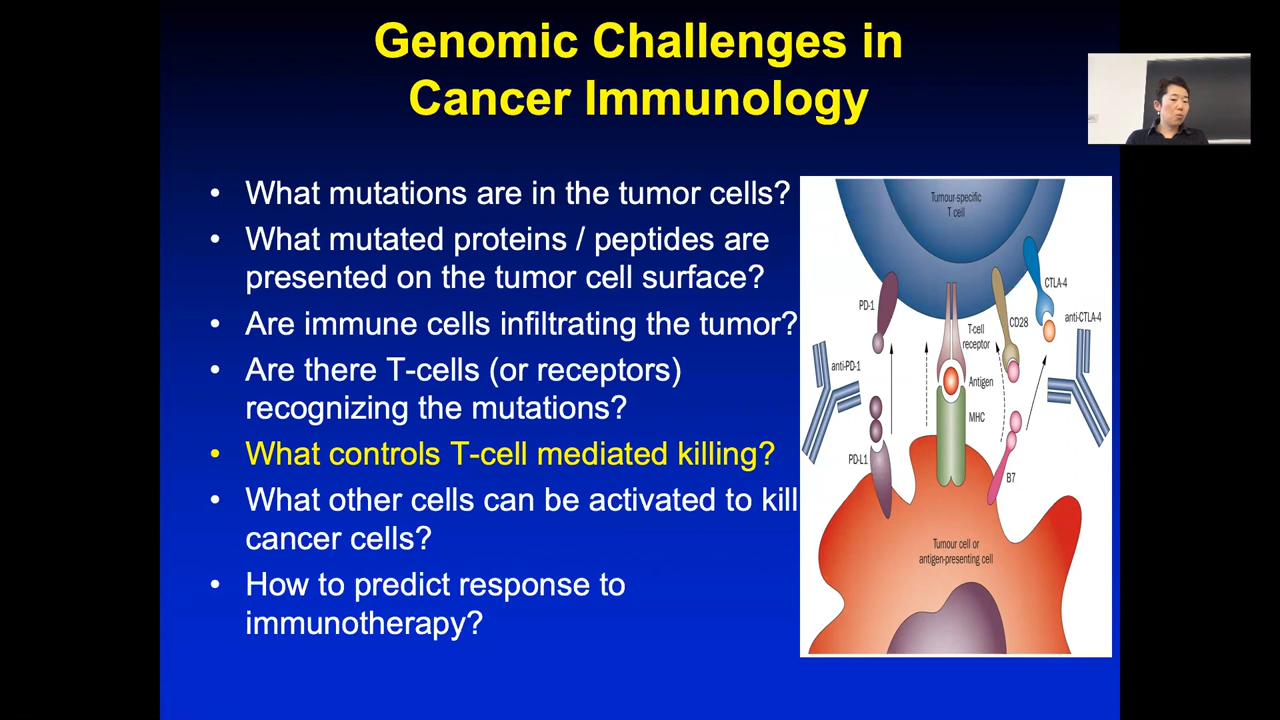 Genomic Challenges in
Cancer Immunology
• What mutations are in the tumor cells?
• What mutated proteins / peptides are
presented on the tumor cell surface?
• Are immune cells infiltrating the tumor?
• Are there T-cells (or receptors)
recognizing the mutations?
• What controls T-cell mediated killing?
• What other cells can be activated to kill
cancer cells?
• How to predict response to
immunotherapy?
Tumour-specific
T cell
PD-1
CTLA-4
CD28
anti-CTLA-4
T-cell
receptor
anti-PD-1
Antigen
MHC
PD-L1
B7
Tumour cell or
antigen-presenting cell